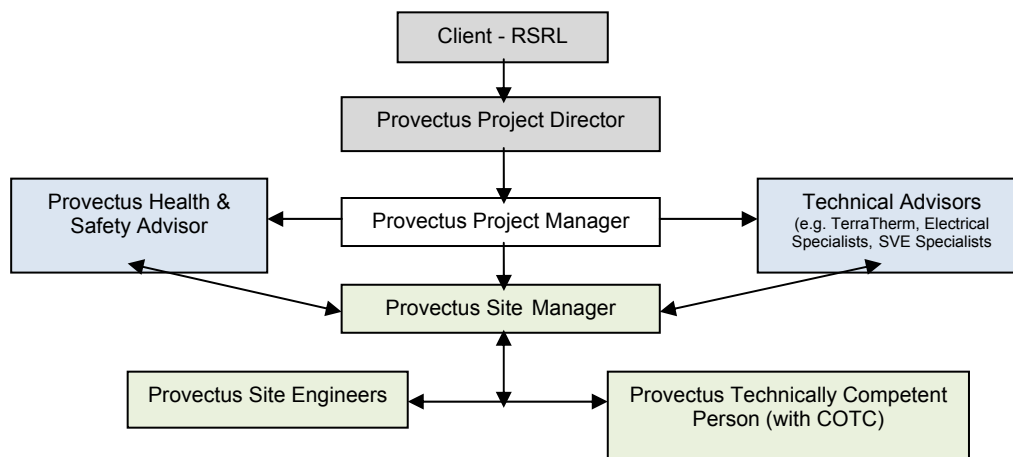 Client - RSRL
Provectus Project Director
Provectus Health &
Safety Advisor
Provectus Project Manager
Technical Advisors
(e.g. TerraTherm, Electrical
Specialists, SVE Specialists
Provectus Site Manager
Provectus Site Engineers
Provectus Technically Competent
Person (with COTC)